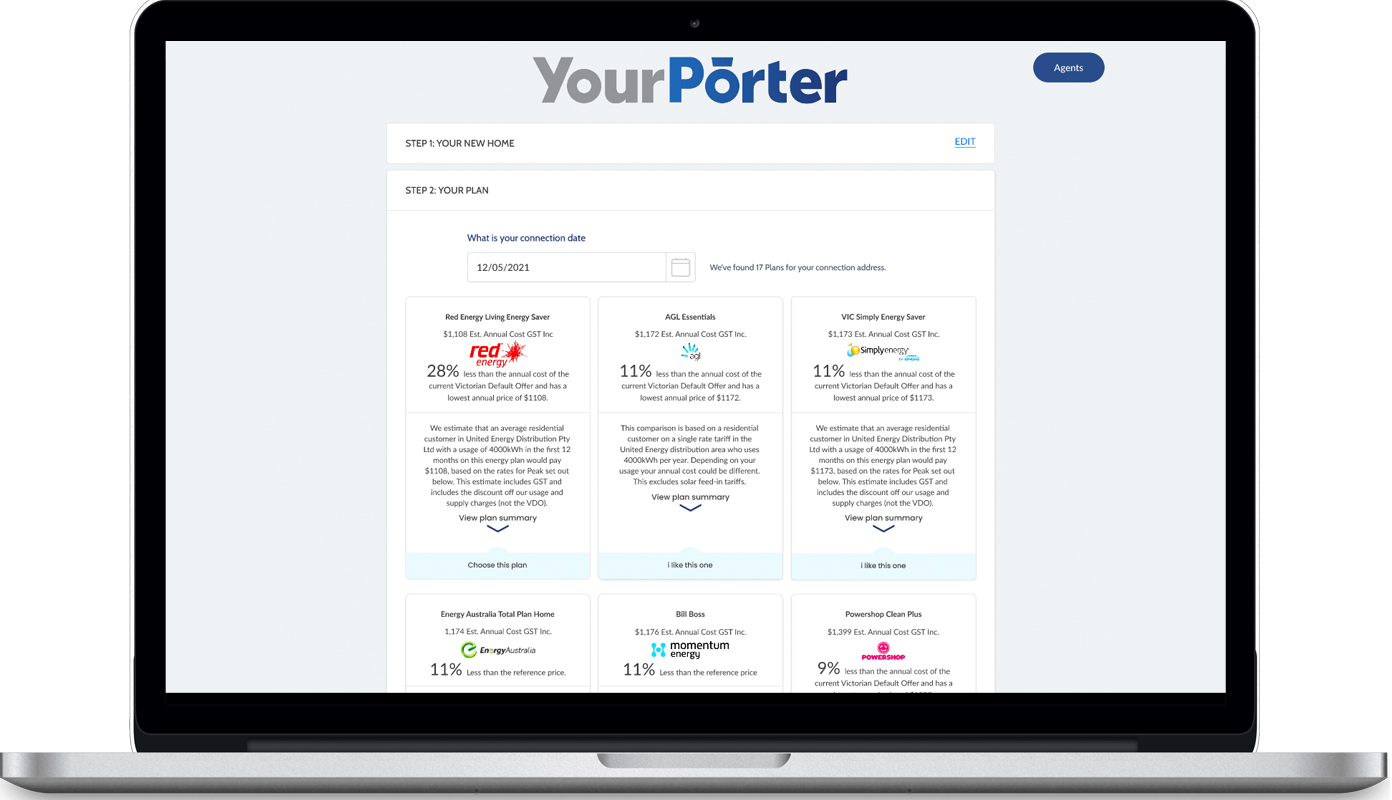 YourPōrter
Agents
STEP 1: YOUR NEW HOME
EDIT
STEP 2: YOUR PLAN
What is your connection date
12/05/2021
We've found 17 Plans for your connection address.
Red Energy Living Energy Saver
$1,108 Est. Annual Cost GST Inc
red
energy
28% less than the annual cost of the
current Victorian Default Offer and has a
lowest annual price of $1108.
We estimate that an average residential
customer in United Energy Distribution Pty
Ltd with a usage of 4000kWh in the first 12
months on this energy plan would pay
$1108, based on the rates for Peak set out
below. This estimate includes GST and
includes the discount off our usage and
supply charges (not the VDO).
View plan summary
Choose this plan
AGL Essentials
$1,172 Est. Annual Cost GST Inc.
agl
11% less than the annual cost of the
current Victorian Default Offer and has a
lowest annual price of $1172.
This comparison is based on a residential
customer on a single rate tariff in the
United Energy distribution area who uses
4000kWh per year. Depending on your
usage your annual cost could be different.
This excludes solar feed-in tariffs.
View plan summary
i like this one
VIC Simply Energy Saver
$1,173 Est. Annual Cost GST Inc.
Simplyenergy
11% less than the annual cost of the
current Victorian Default Offer and has a
lowest annual price of $1173.
We estimate that an average residential
customer in United Energy Distribution Pty
Ltd with a usage of 4000kWh in the first 12
months on this energy plan would pay
$1173, based on the rates for Peak set out
below. This estimate includes GST and
includes the discount off our usage and
supply charges (not the VDO).
View plan summary
i like this one
Energy Australia Total Plan Home
1,174 Est. Annual Cost GST Inc.
EnergyAustralia
11% Less than the reference price.
Bill Boss
$1,176 Est. Annual Cost GST Inc.
momentum
energy
11% Less than the reference price
Powershop Clean Plus
$1,399 Est. Annual Cost GST Inc.
POWERSHOP
9% less than the annual cost of the
current Victorian Default Offer and has a